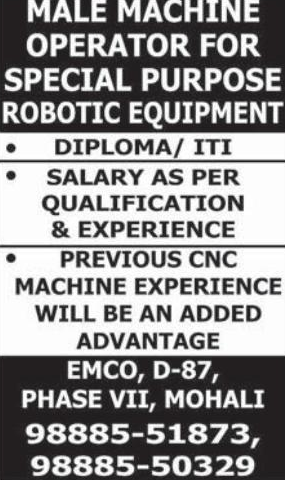 MALE MACHINE
OPERATOR FOR
SPECIAL PURPOSE
ROBOTIC EQUIPMENT
• DIPLOMA/ ITI
• SALARY AS PER
QUALIFICATION
& EXPERIENCE
• PREVIOUS CNC
MACHINE EXPERIENCE
WILL BE AN ADDED
ADVANTAGE
EMCO, D-87,
PHASE VII, MOHALI
98885-51873,
98885-50329